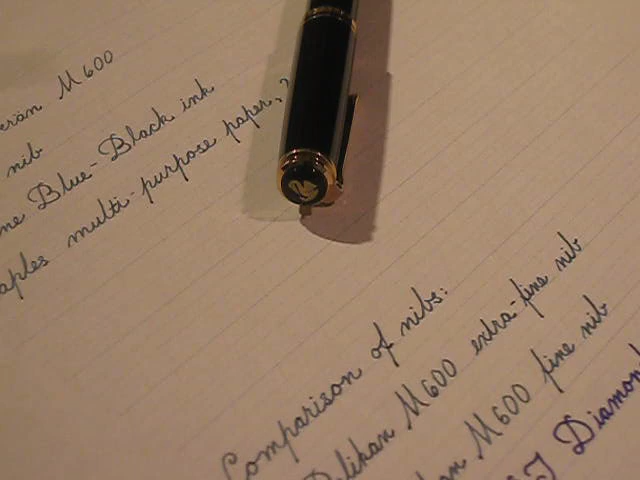 erän M600
nib
ne Blue-Black ink
aples multi-purpose paper,?
Comparison of nibs:
Pelikan M600 extra-fine nib
an M600 fine nib
Diamon